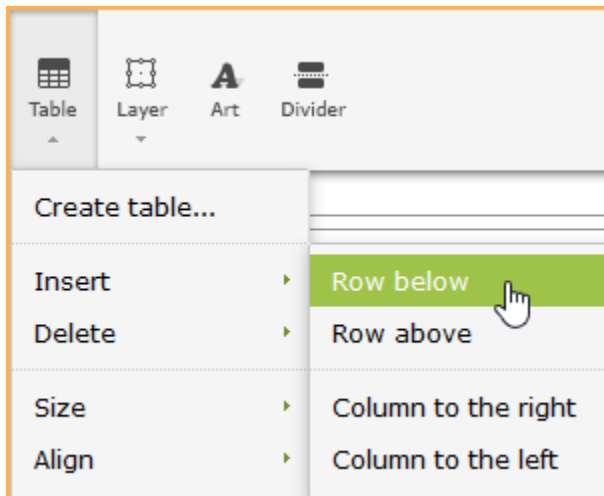 Table
Layer
Art
Divider
Create table...
Insert
Row below
Delete
Row above
Size
Column to the right
Align
Column to the left